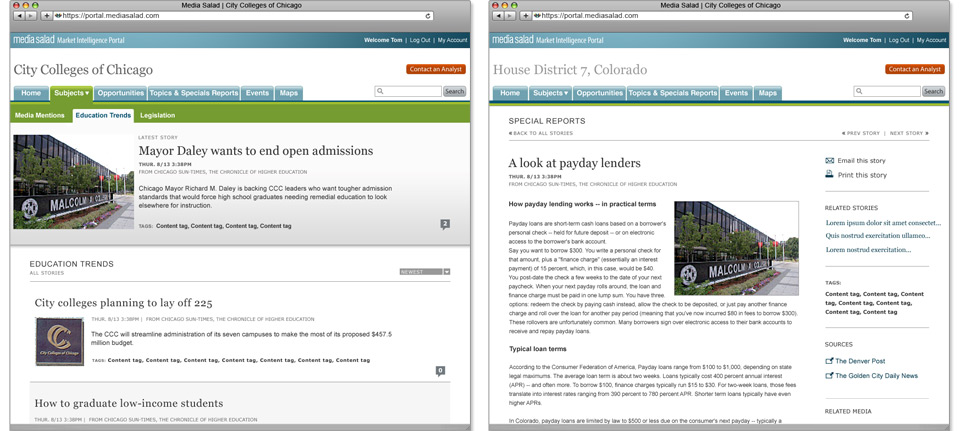 Media Salad | City Colleges of Chicago
https://portal.mediasalad.com
media salad Market Intelligence Portal
Welcome Tom | Log Out | My Account
City Colleges of Chicago
Contact an Analyst
Home Subjects▾ Opportunities Topics & Specials Reports Events Maps
Search
Media Mentions Education Trends Legislation
LATEST STORY
Mayor Daley wants to end open admissions
THUR. 8/13 3:38PM
FROM CHICAGO SUN-TIMES, THE CHRONICLE OF HIGHER EDUCATION
Chicago Mayor Richard M. Daley is backing CCC leaders who want tougher admission
standards that would force high school graduates needing remedial education to look
elsewhere for instruction.
TAGS: Content tag, Content tag, Content tag, Content tag
2
MALCOLM X COLLEGE
EDUCATION TRENDS
ALL STORIES
NEWEST
City colleges planning to lay off 225
THUR. 8/13 3:38PM | FROM CHICAGO SUN-TIMES, THE CHRONICLE OF HIGHER EDUCATION
The CCC will streamline administration of its seven campuses to make the most of its proposed $457.5
million budget.
TAGS: Content tag, Content tag, Content tag, Content tag, Content tag, Content tag, Content tag
City Colleges of Chicago
0
How to graduate low-income students
THUR. 8/13 3:38PM | FROM CHICAGO SUN-TIMES, THE CHRONICLE OF HIGHER EDUCATION
Media Salad | City Colleges of Chicago
https://portal.mediasalad.com
media salad Market Intelligence Portal
Welcome Tom | Log Out | My Account
House District 7, Colorado
Contact an Analyst
Home Subjects▾ Opportunities Topics & Specials Reports Events Maps
Search
SPECIAL REPORTS
« BACK TO ALL STORIES
« PREV STORY | NEXT STORY »
A look at payday lenders
THUR. 8/13 3:38PM
FROM CHICAGO SUN-TIMES, THE CHRONICLE OF HIGHER EDUCATION
How payday lending works -- in practical terms
Payday loans are short-term cash loans based on a borrower's
personal check -- held for future deposit -- or on electronic
access to the borrower's bank account.
Say you want to borrow $300. You write a personal check for
that amount, plus a "finance charge" (essentially an interest
payment) of 15 percent, which, in this case, would be $40.
You post-date the check a few weeks to the date of your next
paycheck. When your next payday rolls around, the loan and
finance charge must be paid in one lump sum. You have three
options: redeem the check by paying cash instead, allow the check to be deposited, or just pay another finance
charge and roll over the loan for another pay period (meaning that you've now incurred $80 in fees to borrow $300).
These rollovers are unfortunately common. Many borrowers sign over electronic access to their bank accounts to
receive and repay payday loans.
MALCOLM X COLLEGE
Typical loan terms
According to the Consumer Federation of America, Payday loans range from $100 to $1,000, depending on state
legal maximums. The average loan term is about two weeks. Loans typically cost 400 percent annual interest
(APR) -- and often more. To borrow $100, finance charges typically run $15 to $30. For two-week loans, those fees
translate into interest rates ranging from 390 percent to 780 percent APR. Shorter term loans typically have even
higher APRs.
In Colorado, payday loans are limited by law to $500 or less due on the consumer's next payday -- typically a
Email this story
Print this story
RELATED STORIES
Lorem ipsum dolor sit amet consectet...
Quis nostrud exercitation ullamco...
Lorem nostrud exercitation...
TAGS:
Content tag, Content tag, Content
tag, Content tag, Content tag,
Content tag, Content tag
SOURCES
The Denver Post
The Golden City Daily News
RELATED MEDIA